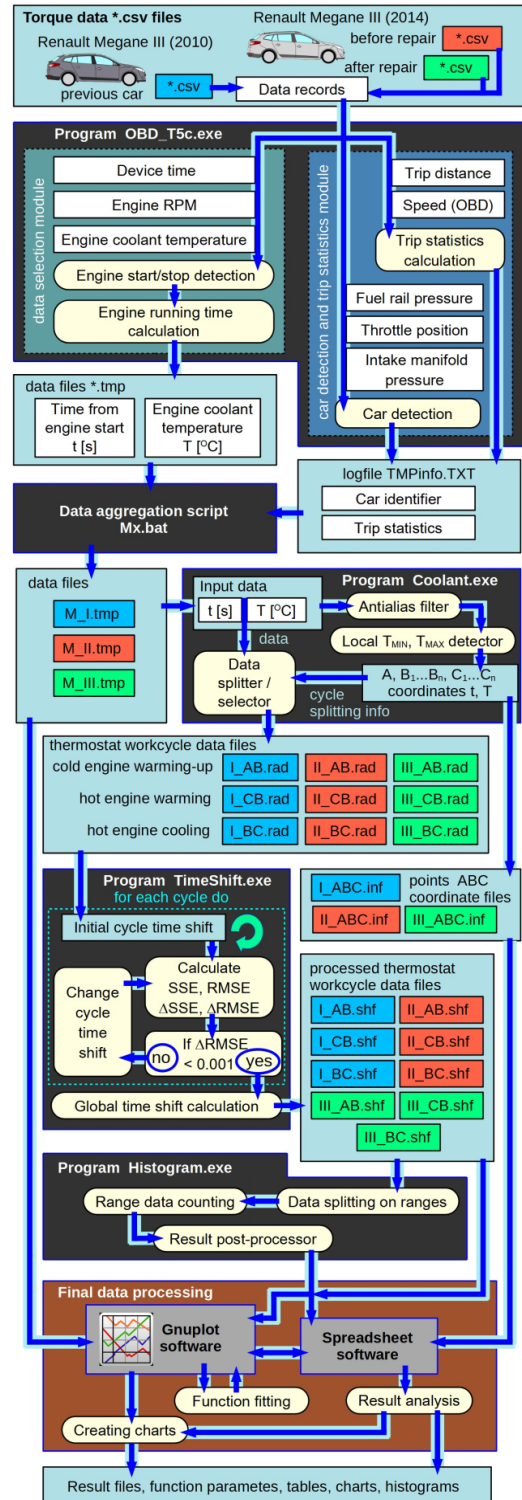 Torque data *.csv files
Renault Megane III (2014)
Renault Megane III (2010)
before repair
*.csv
after repair
*.csv
previous car
*.csv
Data records
Program OBD_T5c.exe
data selection module
Device time
Engine RPM
Engine coolant temperature
Engine start/stop detection
Engine running time
calculation
car detection and trip statistics module
Trip distance
Speed (OBD)
Trip statistics
calculation
Fuel rail pressure
Throttle position
Intake manifold
pressure
Car detection
data files *.tmp
Time from
engine start
t [s]
Engine coolant
temperature
T [⁰C]
logfile TMPinfo.TXT
Car identifier
Trip statistics
Data aggregation script
Mx.bat
data files
M_I.tmp
M_II.tmp
M_III.tmp
Program Coolant.exe
Input data
t [s]
T [⁰C]
data
Antialias filter
Local TMIN, TMAX detector
Data
splitter /
selector
A, B₁...Bₙ, C₁...Cₙ
coordinates t, T
cycle
splitting info
thermostat workcycle data files
cold engine warming-up
I_AB.rad
II_AB.rad
III_AB.rad
hot engine warming
I_CB.rad
II_CB.rad
III_CB.rad
hot engine cooling
I_BC.rad
II_BC.rad
III_BC.rad
Program TimeShift.exe
for each cycle do
Initial cycle time shift
Calculate
SSE, RMSE
ΔSSE, ΔRMSE
Change
cycle
time
shift
If ΔRMSE
< 0.001
no
yes
Global time shift calculation
I_ABC.inf
points ABC
coordinate files
II_ABC.inf
III_ABC.inf
processed thermostat
workcycle data files
I_AB.shf
II_AB.shf
I_CB.shf
II_CB.shf
I_BC.shf
II_BC.shf
III_AB.shf
III_CB.shf
III_BC.shf
Program Histogram.exe
Range data counting
Data splitting on ranges
Result post-processor
Final data processing
Gnuplot
software
Spreadsheet
software
Function fitting
Result analysis
Creating charts
Result files, function parametes, tables, charts, histograms